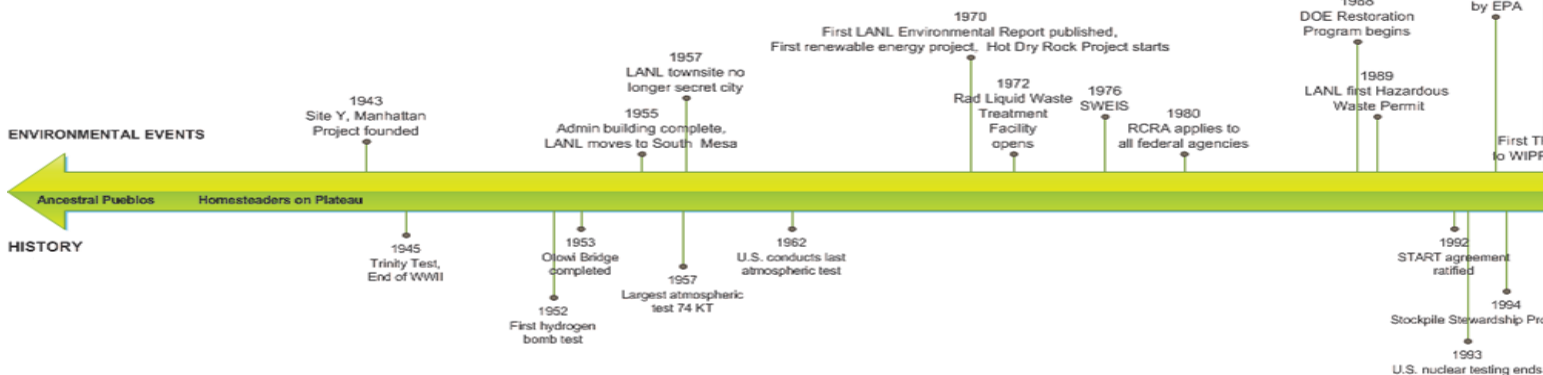 1988
DOE Restoration
Program begins
by EPA
1970
First LANL Environmental Report published,
First renewable energy project, Hot Dry Rock Project starts
1957
LANL townsite no
longer secret city
1972
Rad Liquid Waste
Treatment
Facility
opens
1976
SWEIS
1989
LANL first Hazardous
Waste Permit
1943
Site Y, Manhattan
Project founded
1955
Admin building complete,
LANL moves to South Mesa
1980
RCRA applies to
all federal agencies
First
to
ENVIRONMENTAL EVENTS
Ancestral Pueblos
Homesteaders on Plateau
HISTORY
1945
Trinity Test,
End of WWII
1953
Otowi Bridge
completed
1952
First hydrogen
bomb test
1957
Largest atmospheric
test 74 KT
1962
U.S. conducts last
atmospheric test
1992
START agreement
ratified
1994
Stockpile Stewardship
1993
U.S. nuclear testing ends